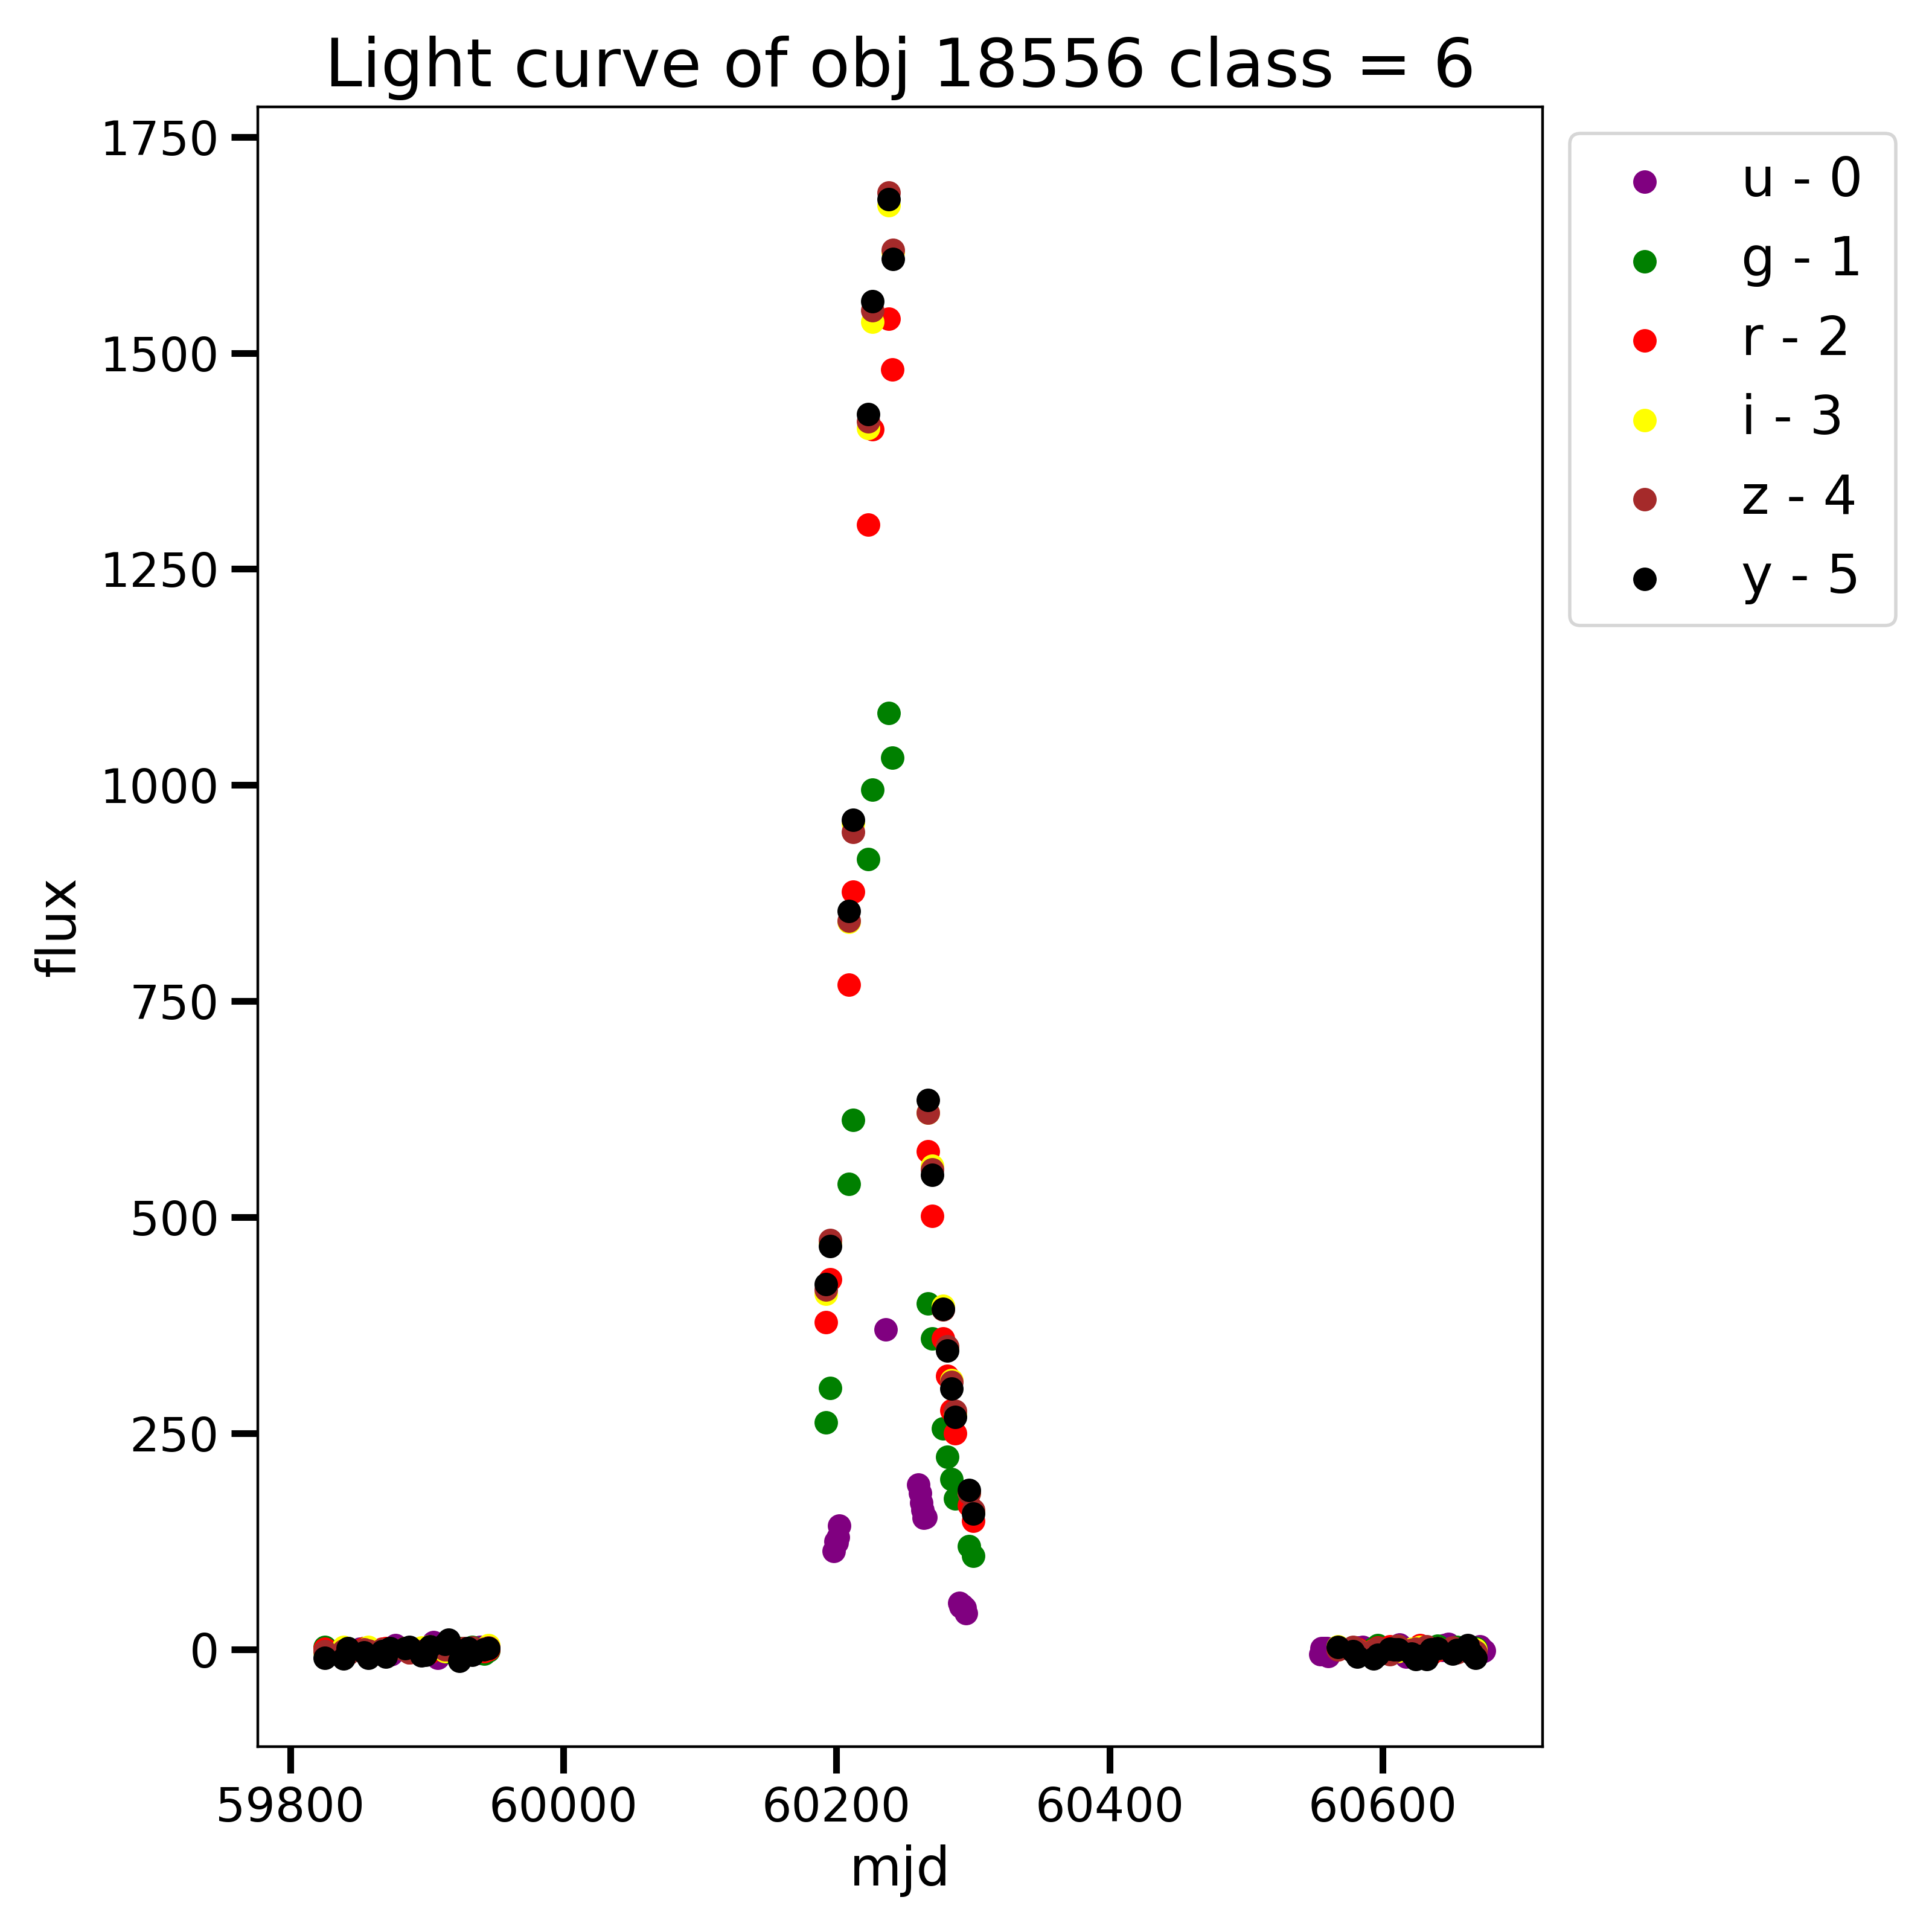 Light curve of obj 18556 class = 6
1750
1500
1250
1000
750
500
250
0
flux
59800 60000 60200 60400 60600
mjd
u - 0
g - 1
r - 2
i - 3
z - 4
y - 5